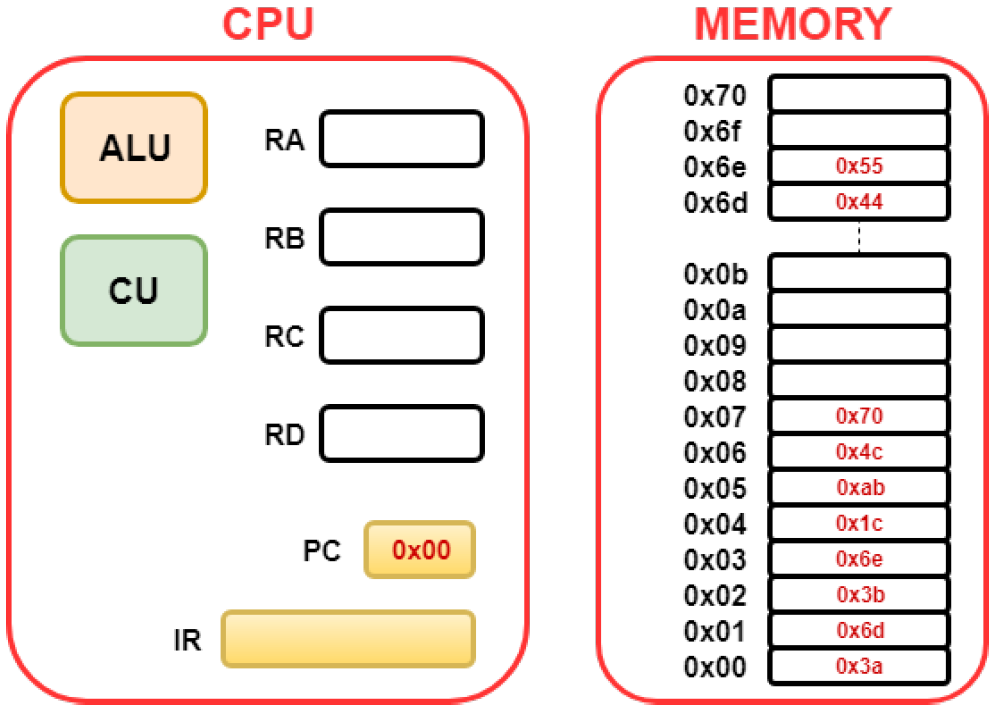 CPU
ALU
CU
RA
RB
RC
RD
PC 0x00
IR
MEMORY
0x70
0x6f
0x6e 0x55
0x6d 0x44
0x0b
0x0a
0x09
0x08
0x07 0x70
0x06 0x4c
0x05 0xab
0x04 0x1c
0x03 0x6e
0x02 0x3b
0x01 0x6d
0x00 0x3a